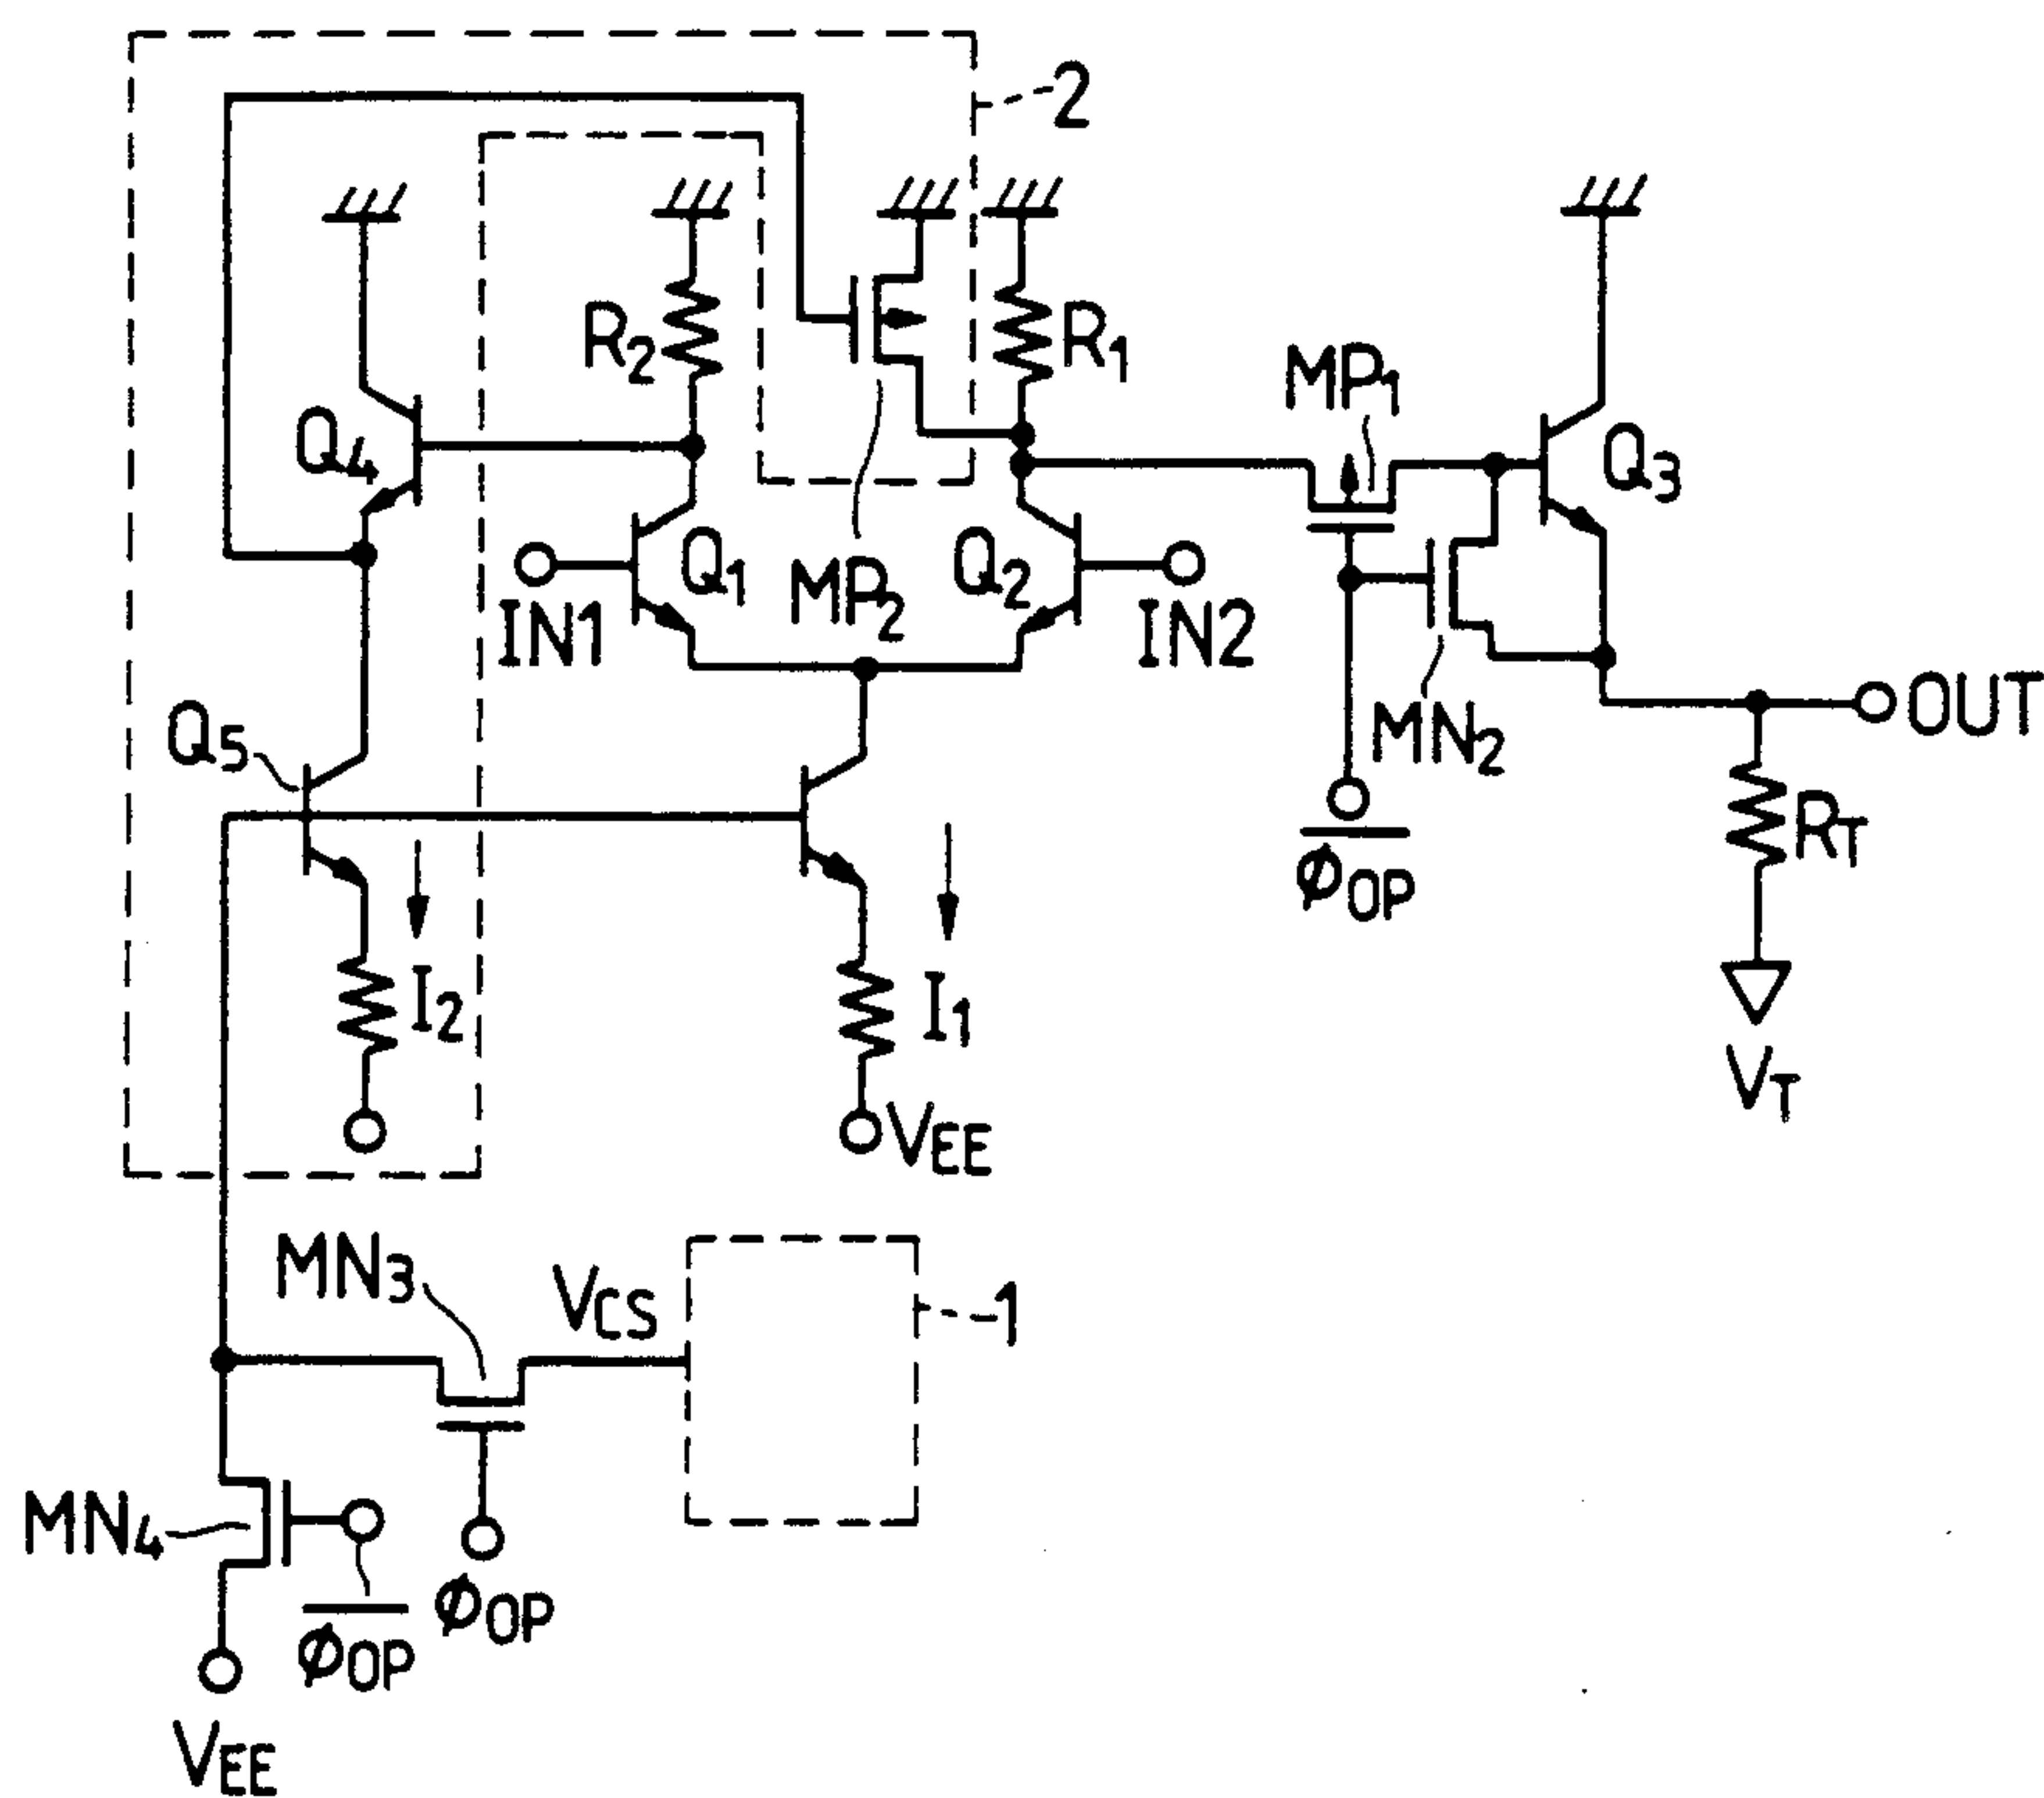 2
R2
R1
MP1
Q4
Q3
Q1
MP2
Q2
IN1
IN2
Q5
MN2
OUT
RT
φOP
I2
I1
VEE
VT
MN3
VCS
1
MN4
φOP
φOP
VEE